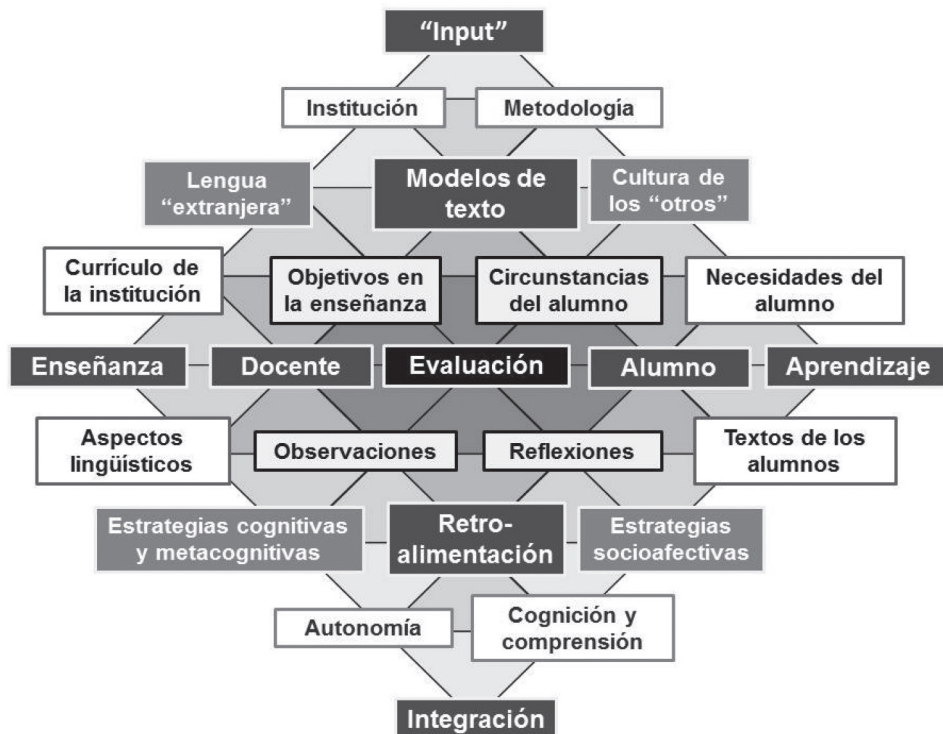 “Input”
Institución
Metodología
Lengua
“extranjera”
Modelos de
texto
Cultura de
los “otros”
Currículo de
la institución
Objetivos en
la enseñanza
Circunstancias
del alumno
Necesidades del
alumno
Enseñanza
Docente
Evaluación
Alumno
Aprendizaje
Aspectos
lingüísticos
Observaciones
Reflexiones
Textos de los
alumnos
Estrategias cognitivas
y metacognitivas
Retro-
alimentación
Estrategias
socioafectivas
Autonomía
Cognición y
comprensión
Integración